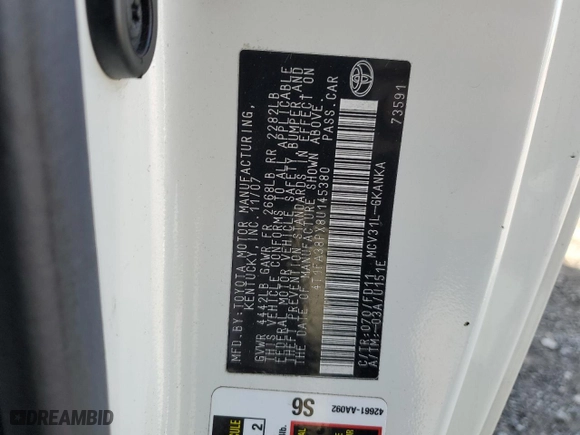 MFD.BY:TOYOTA MOTOR MANUFACTURING,
KENTUCKY, INC. 11/07
GVWR 4442LB GAWR FR 2668LB RR 2282LB
THIS VEHICLE CONFORMS TO ALL APPLICABLE
FEDERAL MOTOR VEHICLE SAFETY BUMPER,AND
THEFT PREVENTION STANDARDS IN EFFECT ON
THE DATE OF MANUFACTURE SHOWN ABOVE.
PASS.CAR
C/TR:070/FD11
MCV31L-GKANKA
A/TM:-03A/U151E
73591
S6
42661-AA092
2
DREAMBID